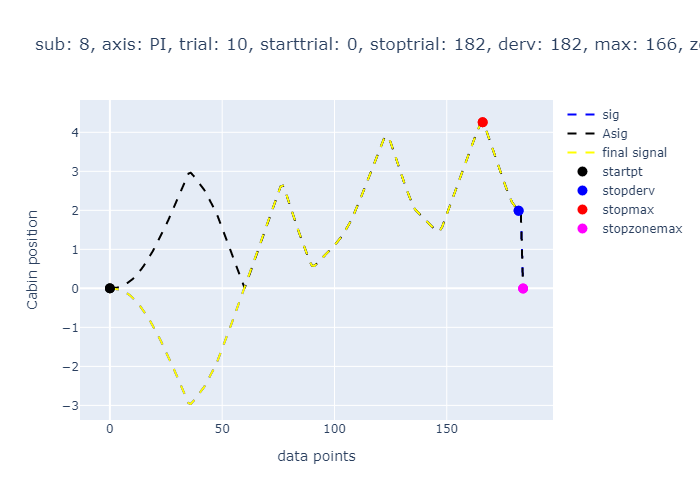 sub: 8, axis: PI, trial: 10, starttrial: 0, stoptrial: 182, derv: 182, max: 166,
sig
Asig
final signal
startpt
stopderv
stopmax
stopzonemax
Cabin position
4
3
2
1
0
−1
−2
−3
0
50
100
150
data points